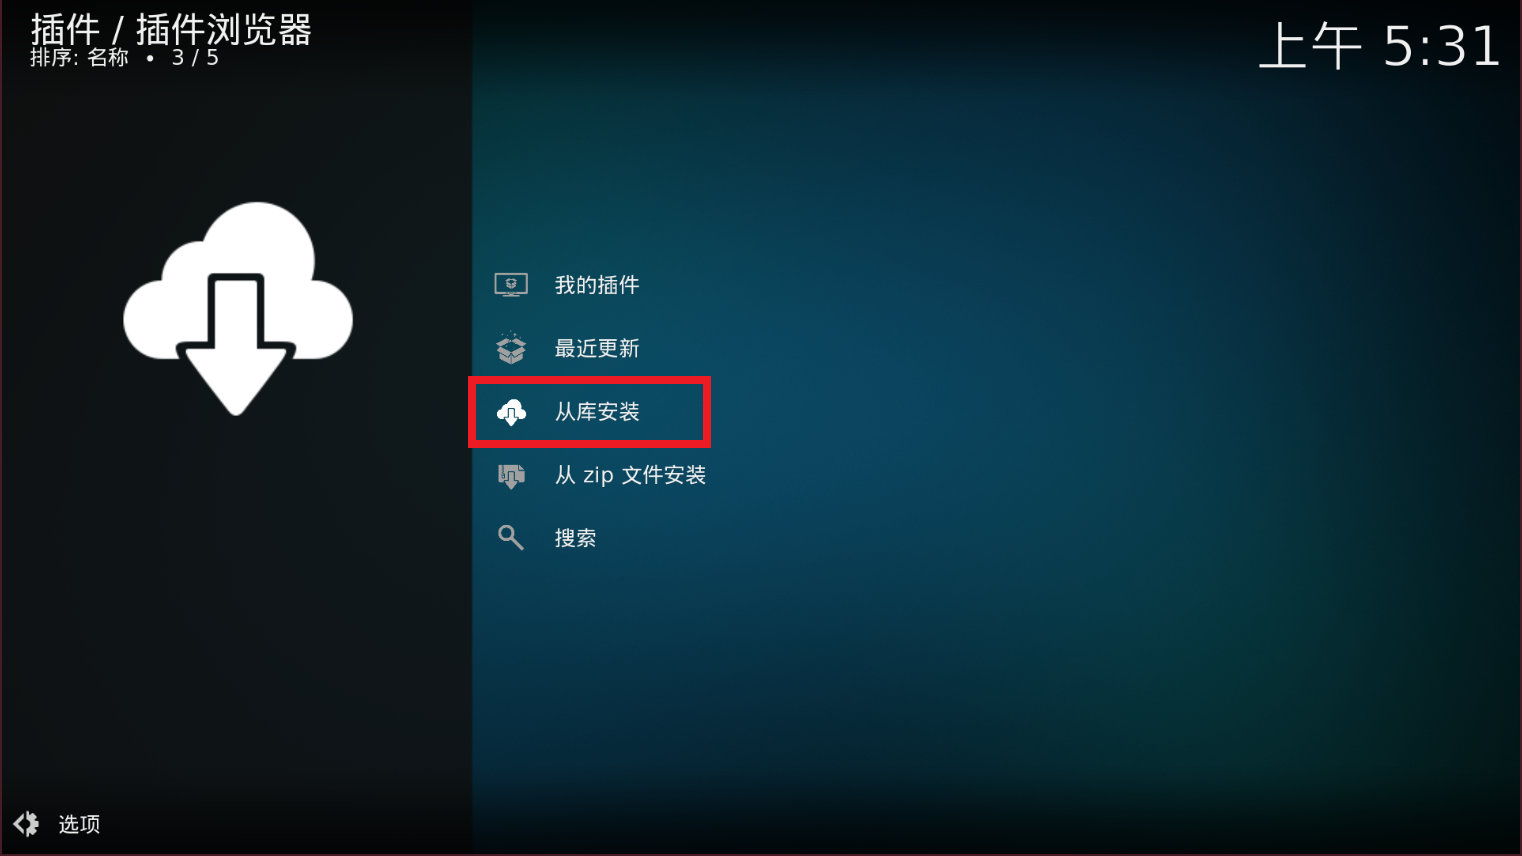 插件 / 插件浏览器
排序: 名称 • 3 / 5
上午 5:31
我的插件
最近更新
从库安装
从 zip 文件安装
搜索
选项